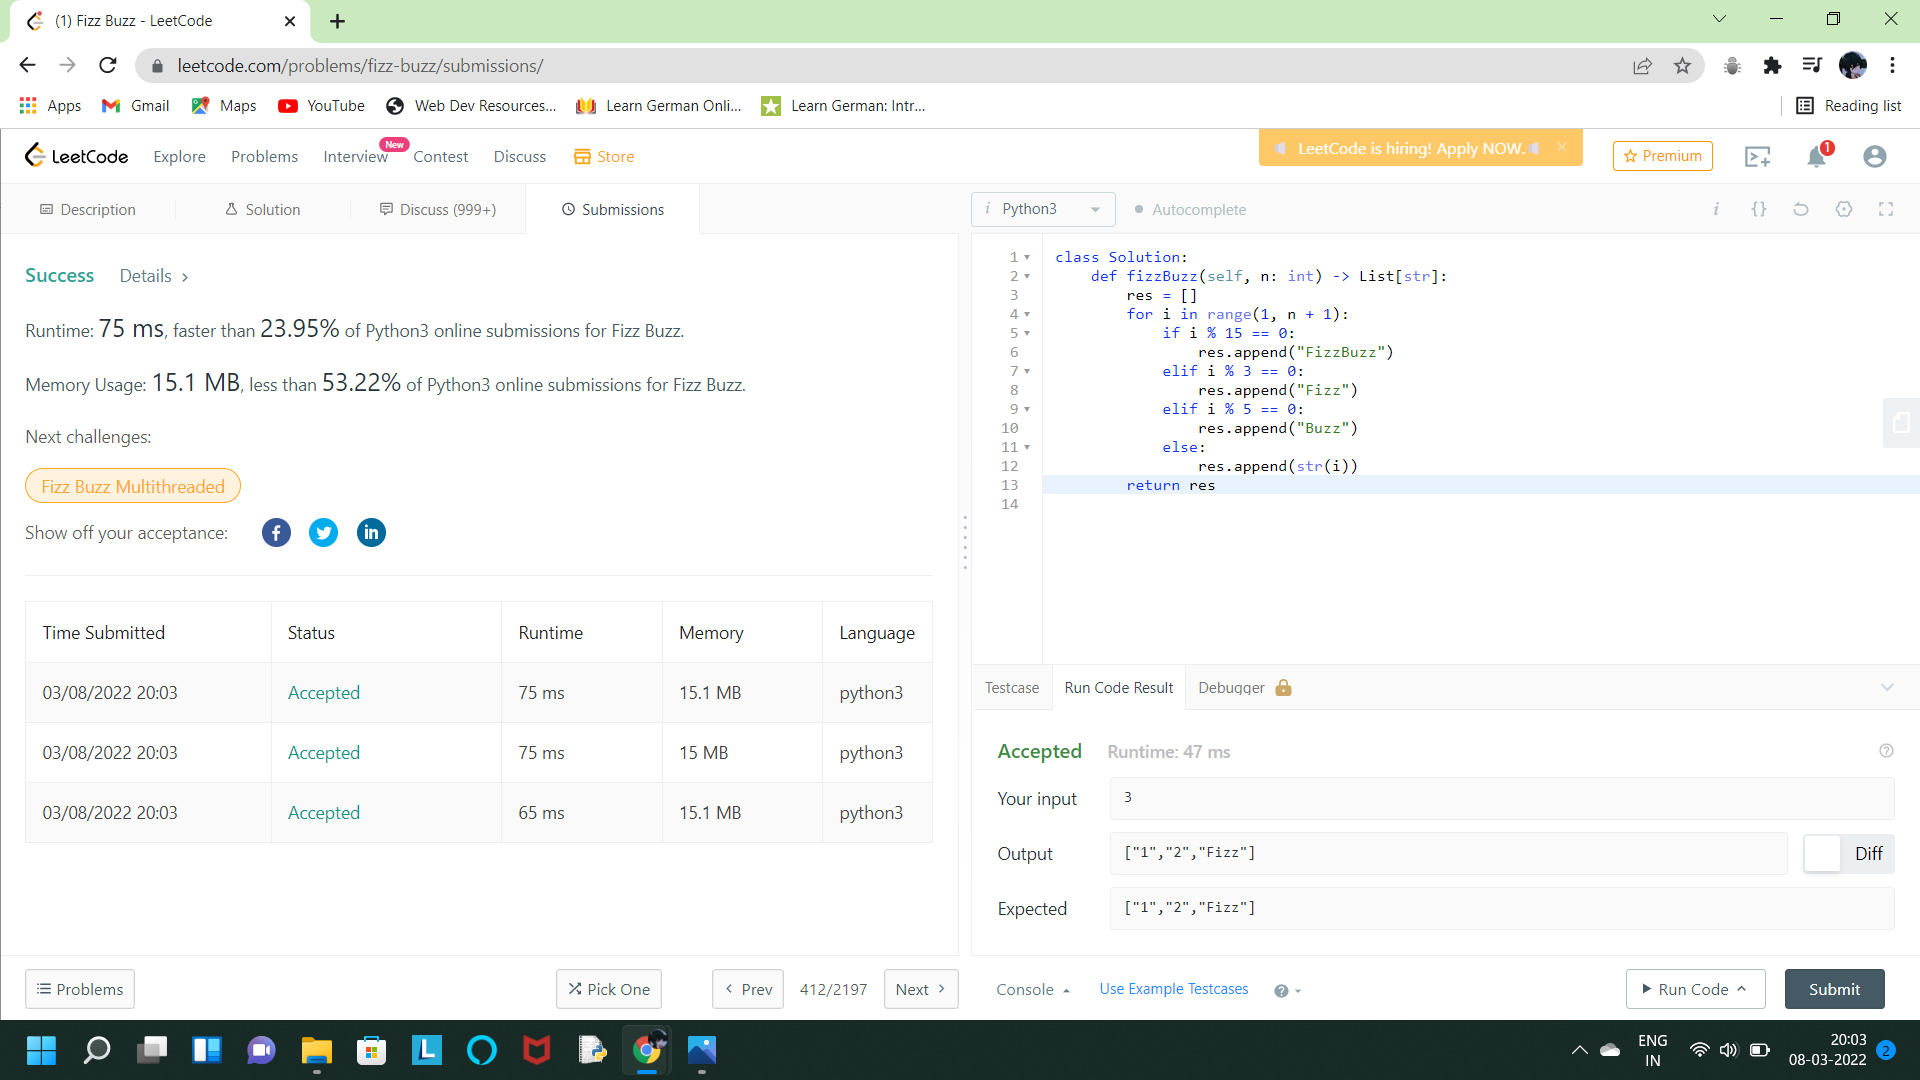 (1) Fizz Buzz - LeetCode
leetcode.com/problems/fizz-buzz/submissions/
Apps Gmail Maps YouTube Web Dev Resources... Learn German Onli... Learn German: Intr... Reading list
LeetCode Explore Problems Interview New Contest Discuss Store LeetCode is hiring! Apply NOW. Premium 1
Description Solution Discuss (999+) Submissions
Success Details
Runtime: 75 ms, faster than 23.95% of Python3 online submissions for Fizz Buzz.
Memory Usage: 15.1 MB, less than 53.22% of Python3 online submissions for Fizz Buzz.
Next challenges:
Fizz Buzz Multithreaded
Show off your acceptance:
Time Submitted Status Runtime Memory Language
03/08/2022 20:03 Accepted 75 ms 15.1 MB python3
03/08/2022 20:03 Accepted 75 ms 15 MB python3
03/08/2022 20:03 Accepted 65 ms 15.1 MB python3
Problems Pick One Prev 412/2197 Next
i Python3 Autocomplete i {}
1 class Solution:
2 def fizzBuzz(self, n: int) -> List[str]:
3 res = []
4 for i in range(1, n + 1):
5 if i % 15 == 0:
6 res.append("FizzBuzz")
7 elif i % 3 == 0:
8 res.append("Fizz")
9 elif i % 5 == 0:
10 res.append("Buzz")
11 else:
12 res.append(str(i))
13 return res
14
Testcase Run Code Result Debugger
Accepted Runtime: 47 ms
Your input 3
Output ["1","2","Fizz"] Diff
Expected ["1","2","Fizz"]
Console Use Example Testcases Run Code Submit
ENG
IN
20:03
08-03-2022
2